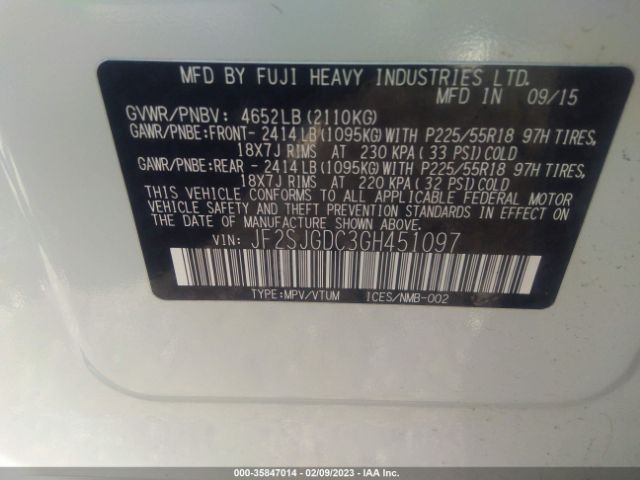 MFD BY FUJI HEAVY INDUSTRIES LTD.
MFD IN 09/15
GVWR/PNBV: 4652LB(2110KG)
GAWR/PNBE:FRONT- 2414LB(1095KG)WITH P225/55R18 97H TIRES,
18X7J RIMS AT 230 KPA(33 PSI)COLD
GAWR/PNBE:REAR - 2414LB(1095KG)WITH P225/55R18 97H TIRES,
18X7J RIMS AT 220 KPA(32 PSI)COLD
THIS VEHICLE CONFORMS TO ALL APPLICABLE FEDERAL MOTOR
VEHICLE SAFETY AND THEFT PREVENTION STANDARDS IN
EFFECT ON THE DATE OF MANUFACTURE SHOWN ABOVE.
VIN: JF2SJGDC3GH451097
TYPE:MPV/VTUM ICES/NMB-002
000-35847014 - 02/09/2023 - IAA Inc.